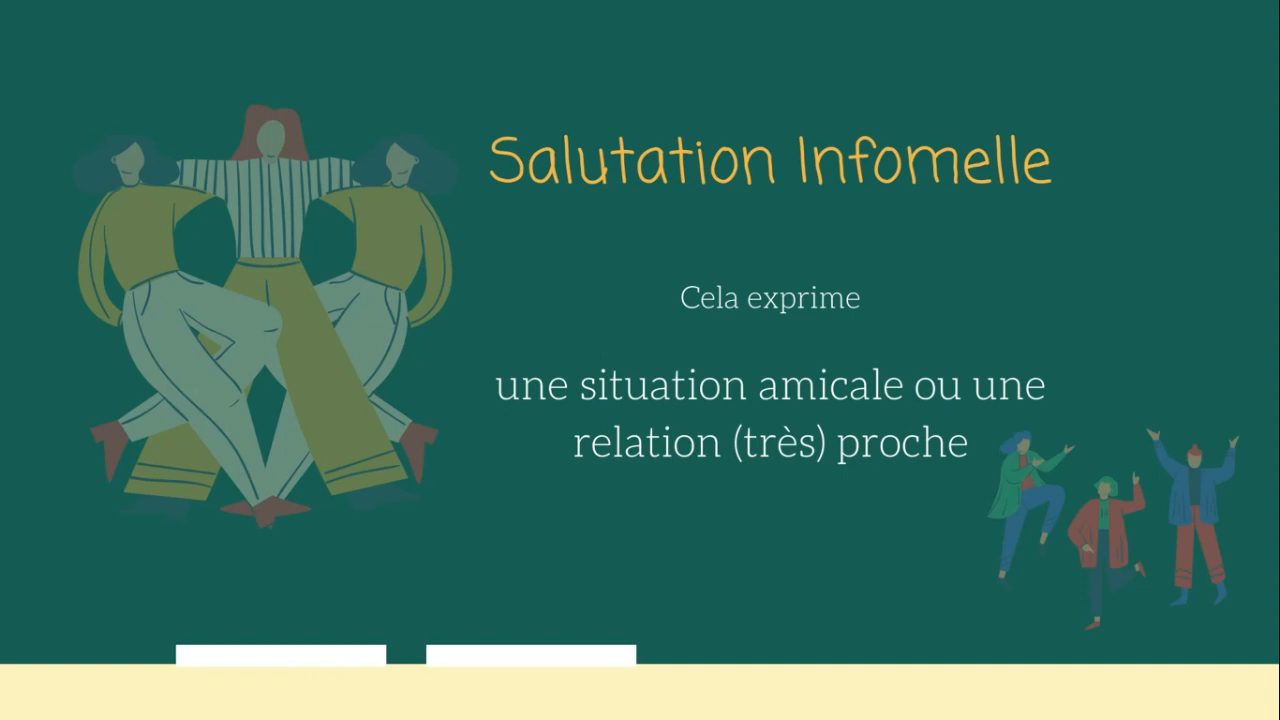 Salutation Infomelle
Cela exprime
une situation amicale ou une
relation (très) proche